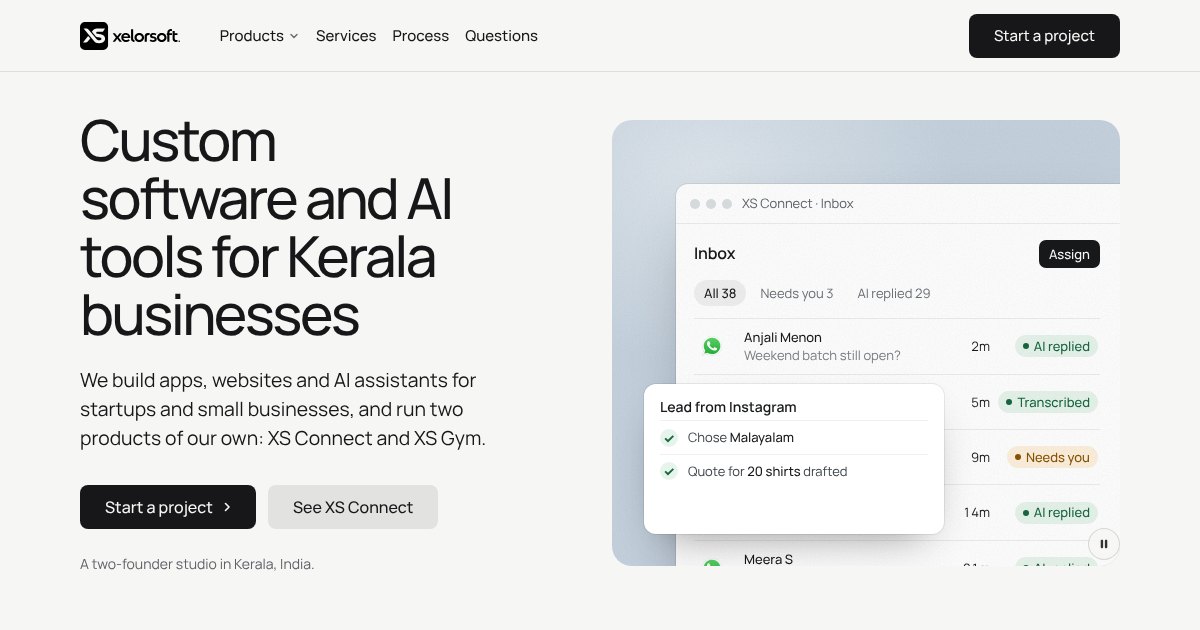 XS xelorsoft.
Products
Services
Process
Questions
Start a project
Custom
software and AI
tools for Kerala
businesses
We build apps, websites and AI assistants for
startups and small businesses, and run two
products of our own: XS Connect and XS Gym.
Start a project
See XS Connect
A two-founder studio in Kerala, India.
XS Connect · Inbox
Inbox
Assign
All 38
Needs you 3
AI replied 29
Anjali Menon
Weekend batch still open?
2m
AI replied
5m
Transcribed
Lead from Instagram
Chose Malayalam
Quote for 20 shirts drafted
9m
Needs you
14m
AI replied
Meera S